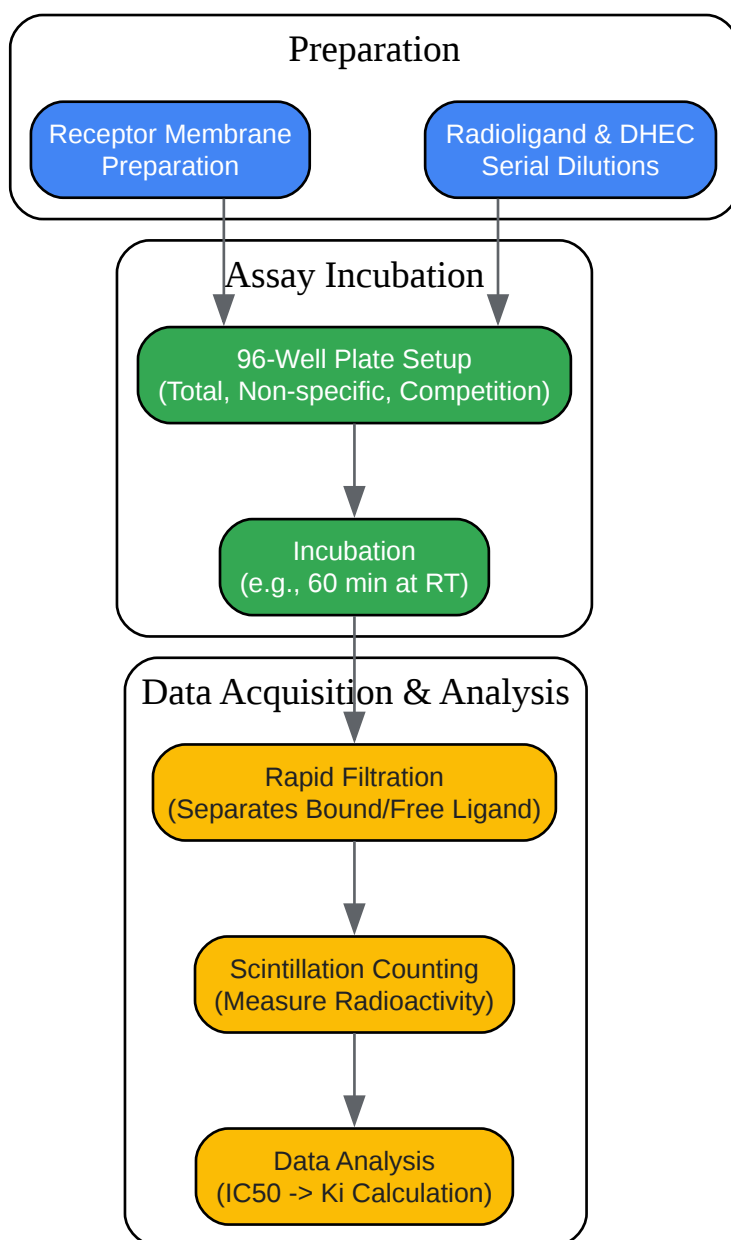 Preparation
Receptor Membrane
Preparation
Radioligand & DHEC
Serial Dilutions
Assay Incubation
96-Well Plate Setup
(Total, Non-specific, Competition)
Incubation
(e.g., 60 min at RT)
Data Acquisition & Analysis
Rapid Filtration
(Separates Bound/Free Ligand)
Scintillation Counting
(Measure Radioactivity)
Data Analysis
(IC50 -> Ki Calculation)